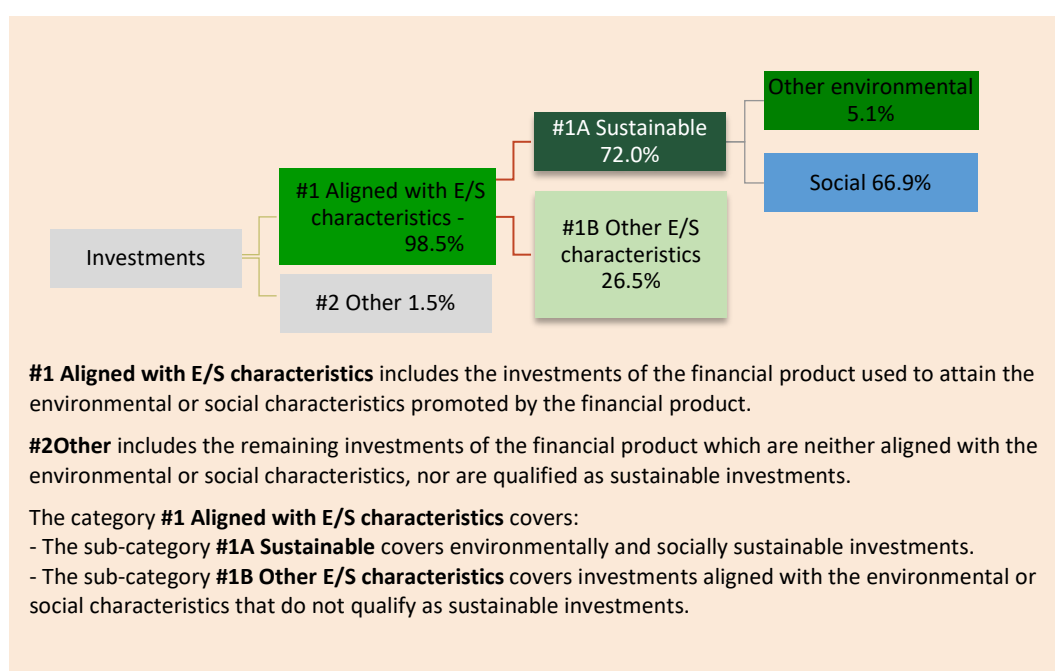 Investments
#1 Aligned with E/S
characteristics -
98.5%
#2 Other 1.5%
#1A Sustainable
72.0%
#1B Other E/S
characteristics
26.5%
Other environmental
5.1%
Social 66.9%
#1 Aligned with E/S characteristics includes the investments of the financial product used to attain the
environmental or social characteristics promoted by the financial product.
#2Other includes the remaining investments of the financial product which are neither aligned with the
environmental or social characteristics, nor are qualified as sustainable investments.
The category #1 Aligned with E/S characteristics covers:
- The sub-category #1A Sustainable covers environmentally and socially sustainable investments.
- The sub-category #1B Other E/S characteristics covers investments aligned with the environmental or
social characteristics that do not qualify as sustainable investments.